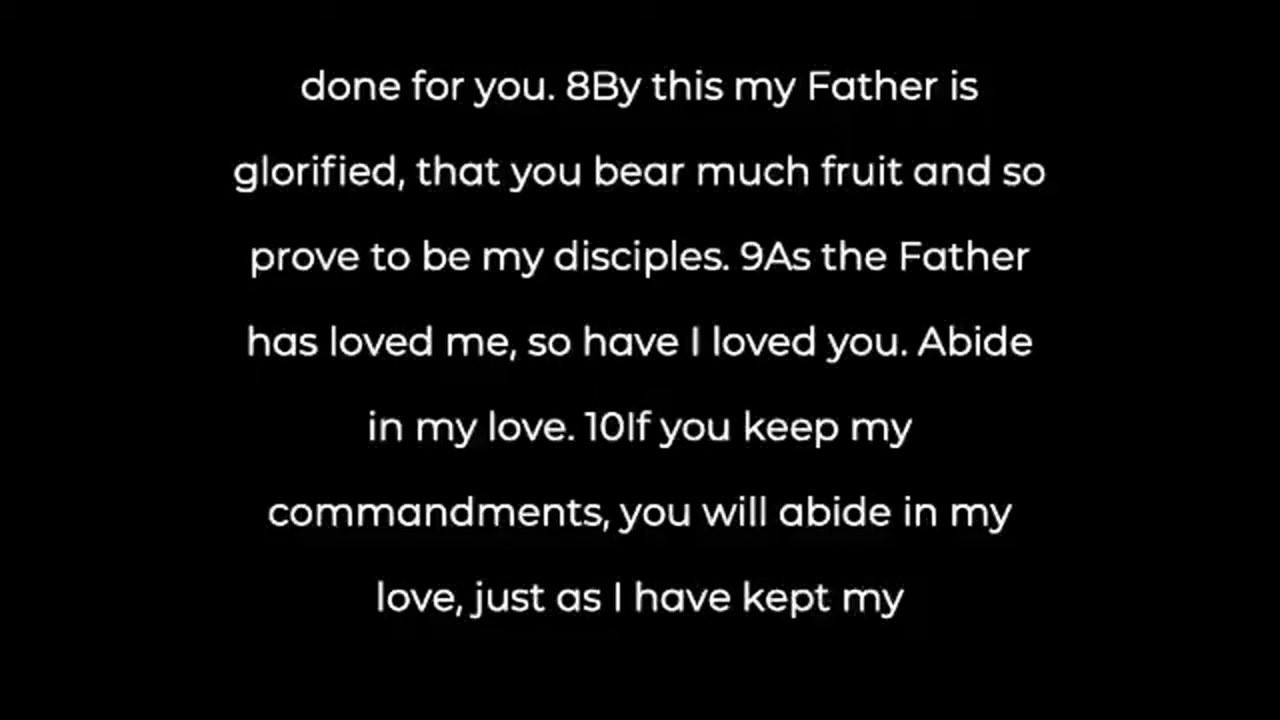 done for you. 8By this my Father is
glorified, that you bear much fruit and so
prove to be my disciples. 9As the Father
has loved me, so have I loved you. Abide
in my love. 10If you keep my
commandments, you will abide in my
love, just as I have kept my